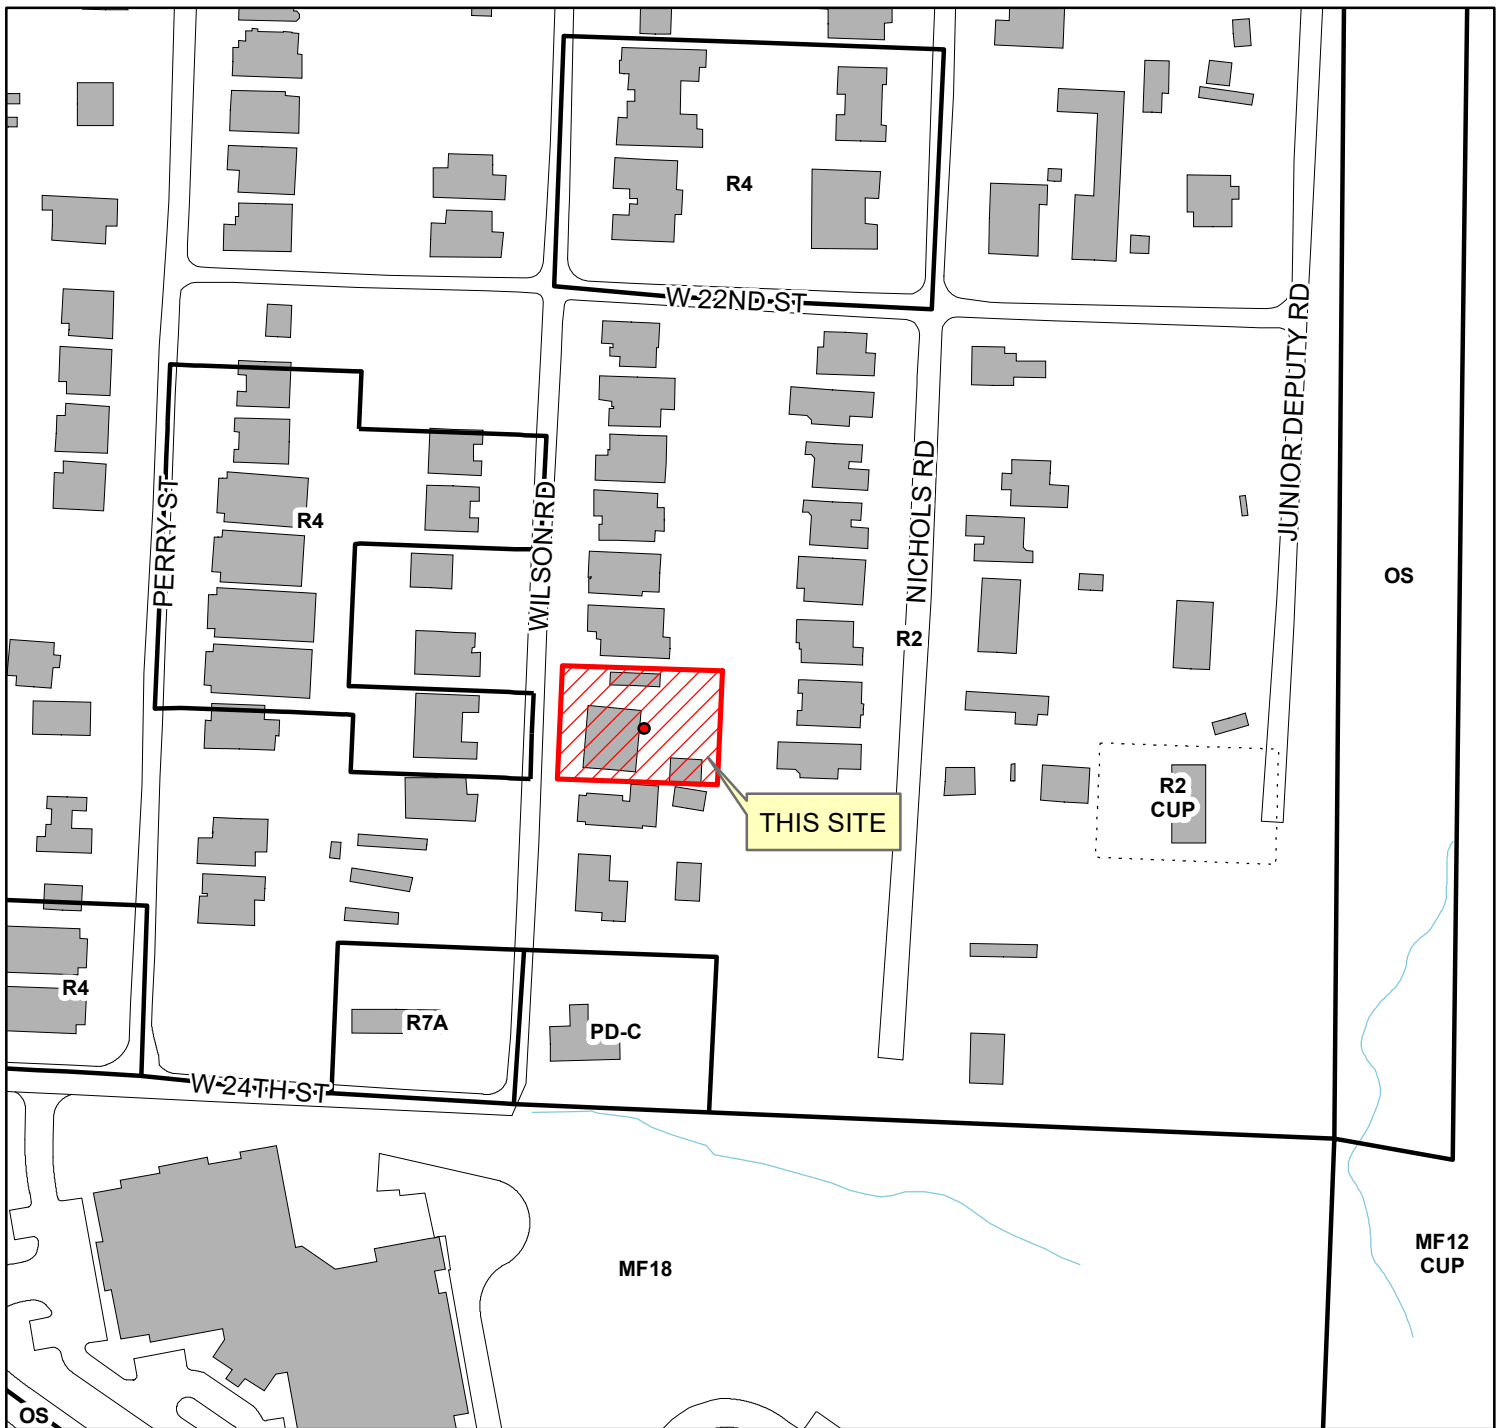 R4
W 22ND ST
JUNIOR DEPUTY RD
R4
PERRY ST
WILSON RD
NICHOLS RD
OS
R2
R2
CUP
THIS SITE
R4
R7A
PD-C
W 24TH ST
MF18
MF12
CUP
OS